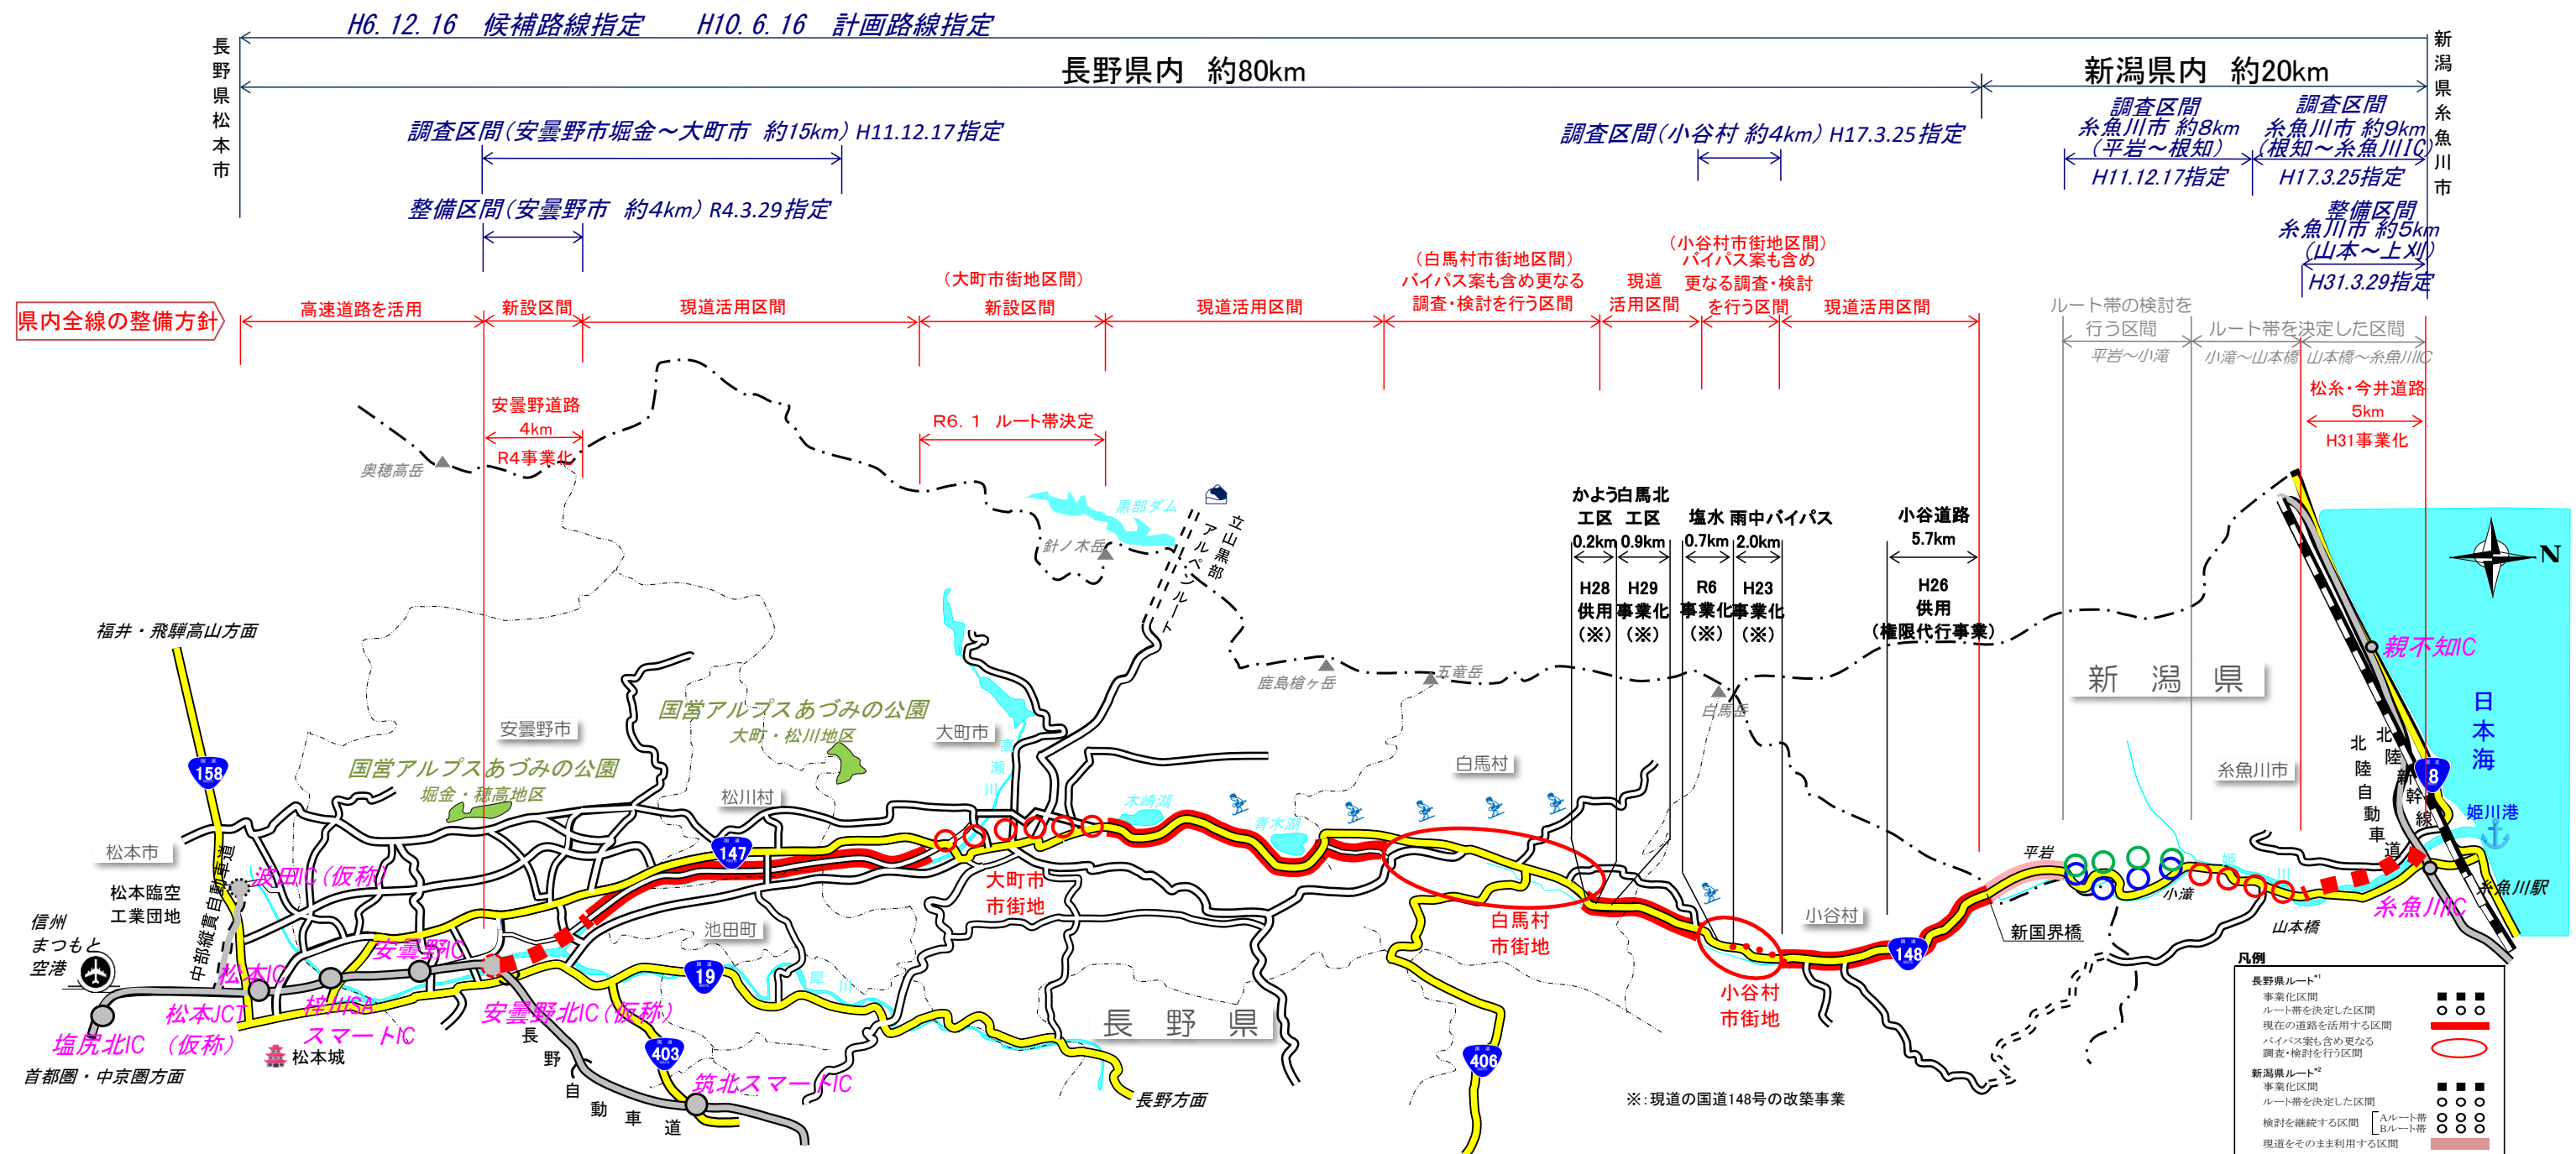 H6.12.16　候補路線指定　　H10.6.16　計画路線指定
長野県松本市
新潟県糸魚川市
長野県内　約80km
新潟県内　約20km
調査区間（安曇野市堀金～大町市　約15km）H11.12.17指定
調査区間（小谷村 約4km）H17.3.25指定
調査区間
糸魚川市 約8km
（平岩～根知）
H11.12.17指定
調査区間
糸魚川市 約9km
（根知～糸魚川IC）
H17.3.25指定
整備区間（安曇野市　約4km）R4.3.29指定
整備区間
糸魚川市 約5km
（山本～上刈）
H31.3.29指定
県内全線の整備方針
高速道路を活用
新設区間
現道活用区間
（大町市街地区間）
新設区間
現道活用区間
（白馬村市街地区間）
バイパス案も含め更なる
調査・検討を行う区間
現道
活用区間
（小谷村市街地区間）
バイパス案も含め
更なる調査・検討
を行う区間
現道活用区間
ルート帯の検討を
行う区間
平岩～小滝
ルート帯を決定した区間
小滝～山本橋
山本橋～糸魚川IC
松糸・今井道路
5km
H31事業化
安曇野道路
4km
R4事業化
R6.1　ルート帯決定
奥穂高岳
黒部ダム
針ノ木岳
立山黒部
アルペンルート
かよう
工区
0.2km
H28
供用
（※）
白馬北
工区
0.9km
H29
事業化
（※）
塩水
0.7km
R6
事業化
（※）
雨中バイパス
2.0km
H23
事業化
（※）
小谷道路
5.7km
H26
供用
（権限代行事業）
N
福井・飛騨高山方面
鹿島槍ヶ岳
五竜岳
白馬岳
新　潟　県
親不知IC
日本海
北陸新幹線
北陸自動車道
8
姫川港
糸魚川駅
糸魚川市
158
安曇野市
国営アルプスあづみの公園
大町・松川地区
国営アルプスあづみの公園
堀金・穂高地区
大町市
高瀬川
松川村
木崎湖
青木湖
白馬村
松本市
波田IC（仮称）
中部縦貫自動車道
松本臨空
工業団地
信州
まつもと
空港
147
大町市
市街地
池田町
安曇野IC
松本IC
19
犀川
白馬村
市街地
小谷村
148
小谷村
市街地
平岩
小滝
姫川
新国界橋
山本橋
糸魚川IC
松本JCT
（仮称）
梓川SA
スマートIC
安曇野北IC（仮称）
塩尻北IC
松本城
首都圏・中京圏方面
長野自動車道
403
筑北スマートIC
長　野　県
長野方面
406
※：現道の国道148号の改築事業
凡例
長野県ルート*1
事業化区間
ルート帯を決定した区間
現在の道路を活用する区間
バイパス案も含め更なる
調査・検討を行う区間
新潟県ルート*2
事業化区間
ルート帯を決定した区間
検討を継続する区間
Aルート帯
Bルート帯
現道をそのまま利用する区間